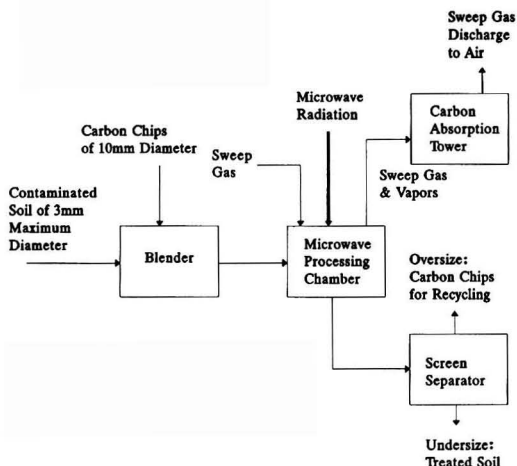 Sweep Gas
Discharge
to Air
Microwave
Radiation
Carbon
Absorption
Tower
Carbon Chips
of 10mm Diameter
Sweep
Gas
Sweep Gas
& Vapors
Contaminated
Soil of 3mm
Maximum
Diameter
Blender
Microwave
Processing
Chamber
Oversize:
Carbon Chips
for Recycling
Screen
Separator
Undersize:
Treated Soil